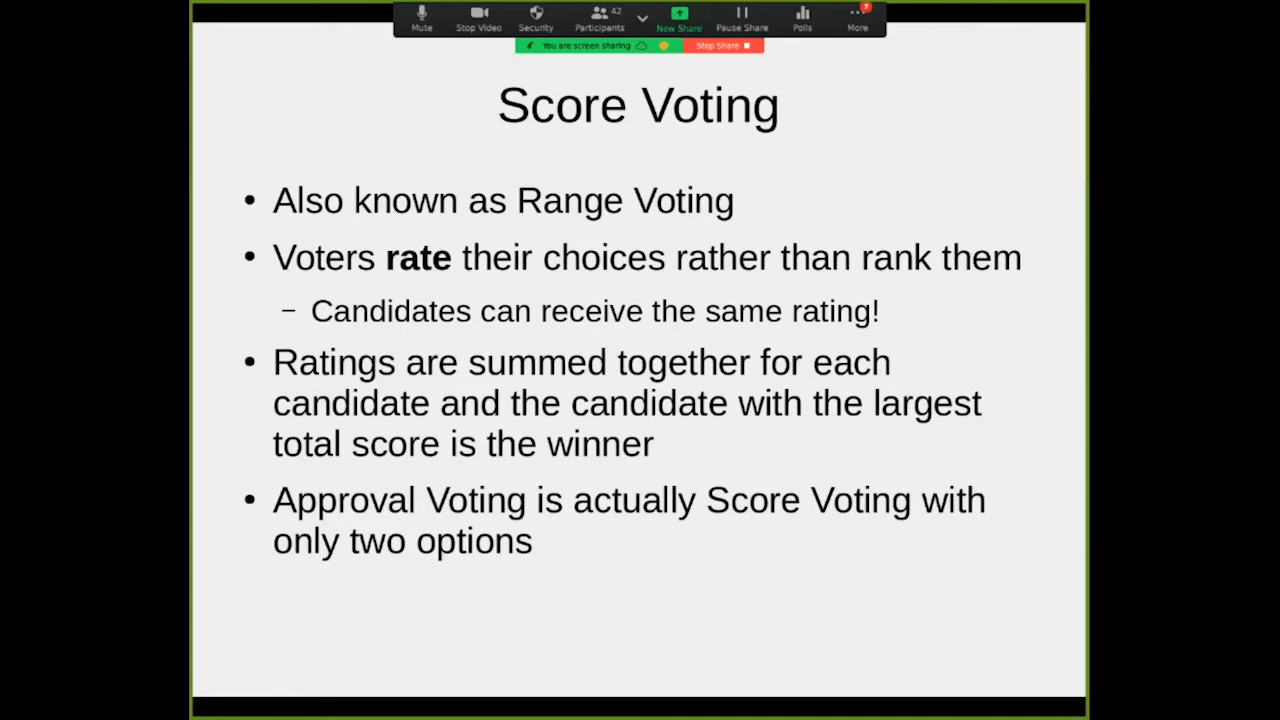 Mute Stop Video Security Participants 42 New Share Pause Share Polls More 7
You are screen sharing Stop Share
Score Voting
• Also known as Range Voting
• Voters rate their choices rather than rank them
– Candidates can receive the same rating!
• Ratings are summed together for each
candidate and the candidate with the largest
total score is the winner
• Approval Voting is actually Score Voting with
only two options